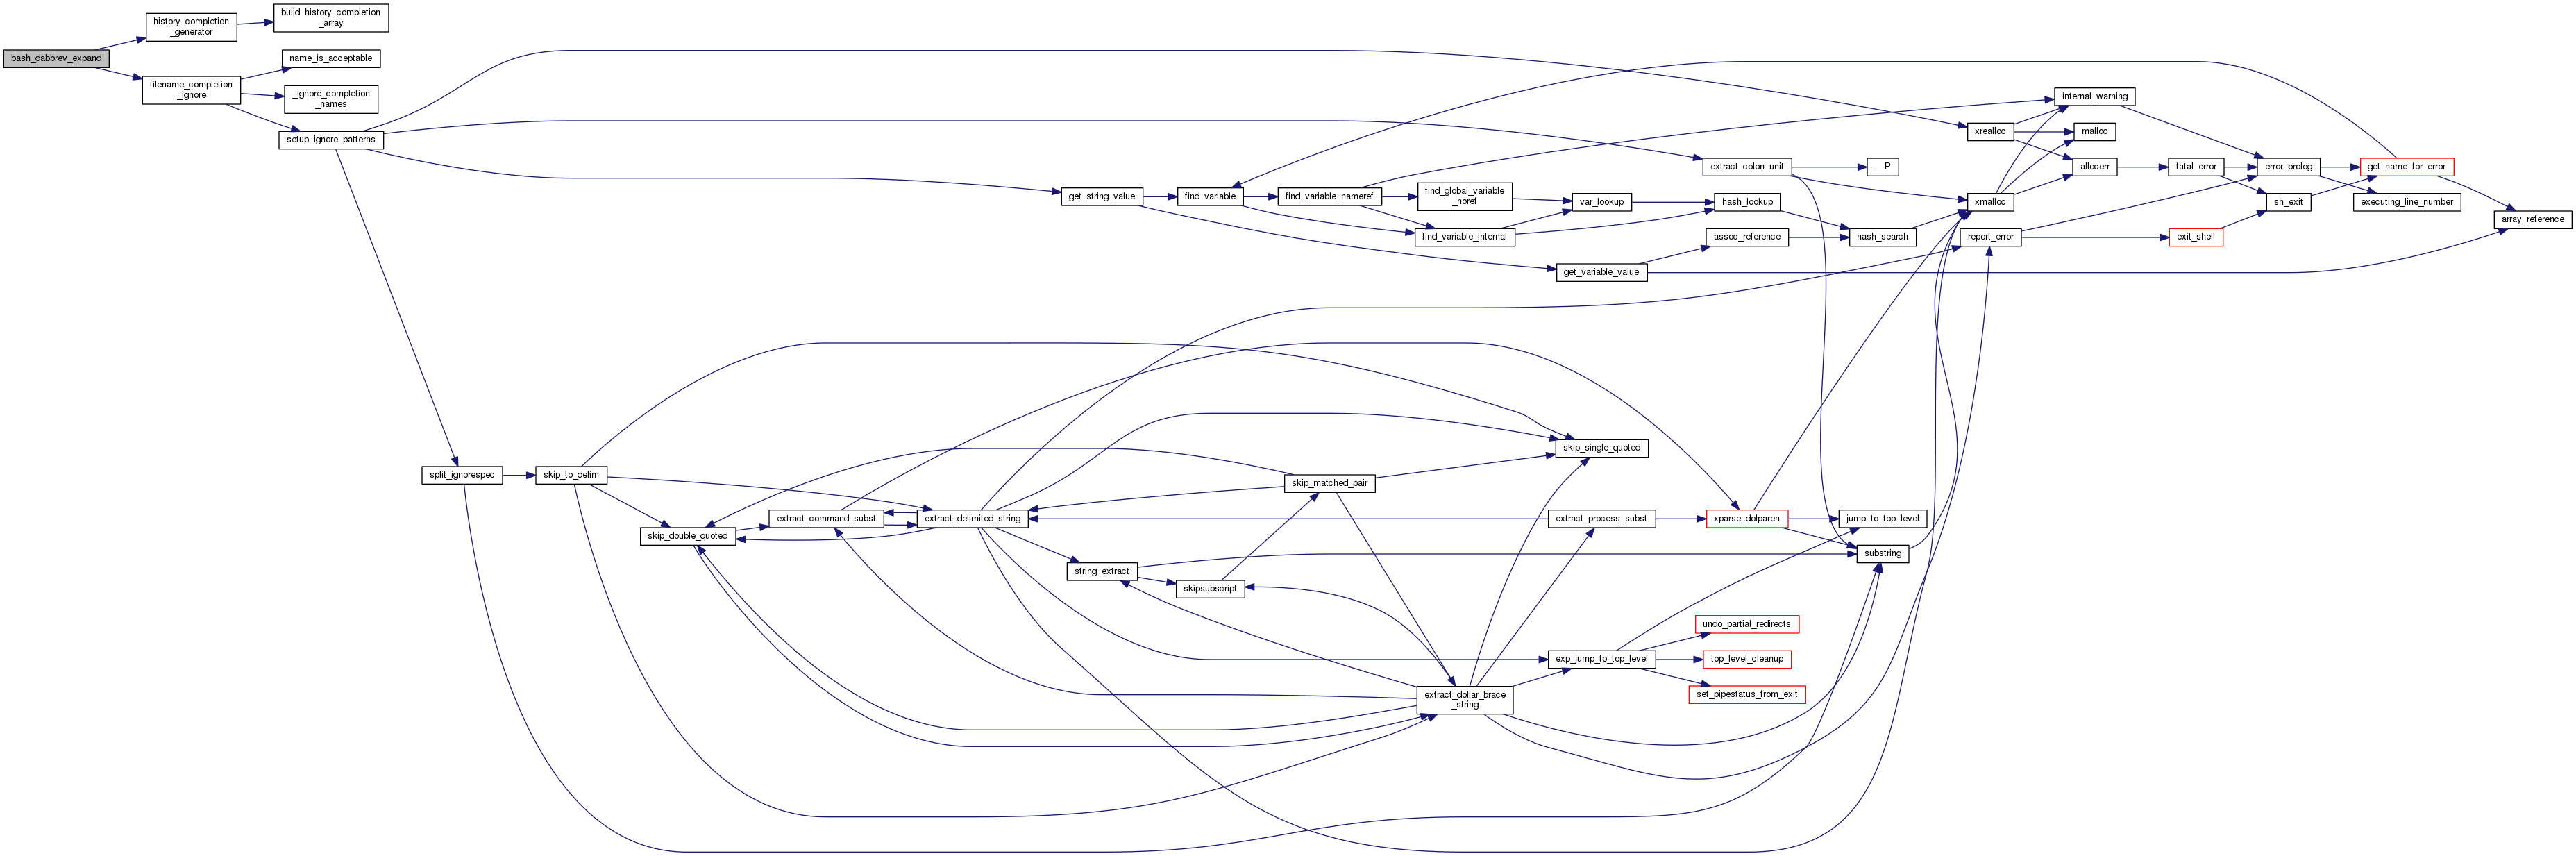 history_completion
_generator
build_history_completion
_array
bash_dabbrev_expand
name_is_acceptable
filename_completion
_ignore
_ignore_completion
_names
setup_ignore_patterns
internal_warning
xrealloc
malloc
extract_colon_unit
__P
allocerr
fatal_error
error_prolog
get_name_for_error
get_string_value
find_variable
find_variable_nameref
find_global_variable
_noref
var_lookup
hash_lookup
xmalloc
sh_exit
executing_line_number
array_reference
find_variable_internal
assoc_reference
hash_search
report_error
exit_shell
get_variable_value
skip_single_quoted
split_ignorespec
skip_to_delim
skip_matched_pair
extract_command_subst
extract_delimited_string
extract_process_subst
xparse_dolparen
jump_to_top_level
skip_double_quoted
substring
string_extract
skipsubscript
undo_partial_redirects
exp_jump_to_top_level
top_level_cleanup
extract_dollar_brace
_string
set_pipestatus_from_exit